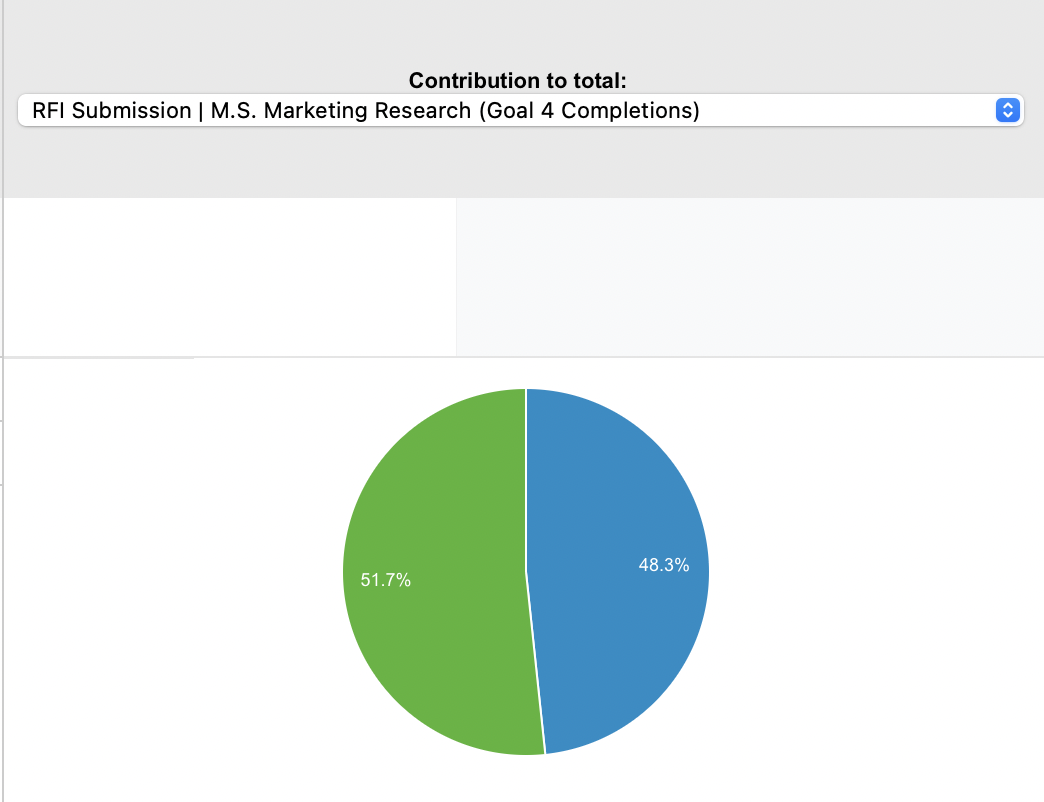 Contribution to total:
RFI Submission | M.S. Marketing Research (Goal 4 Completions)
48.3%
51.7%